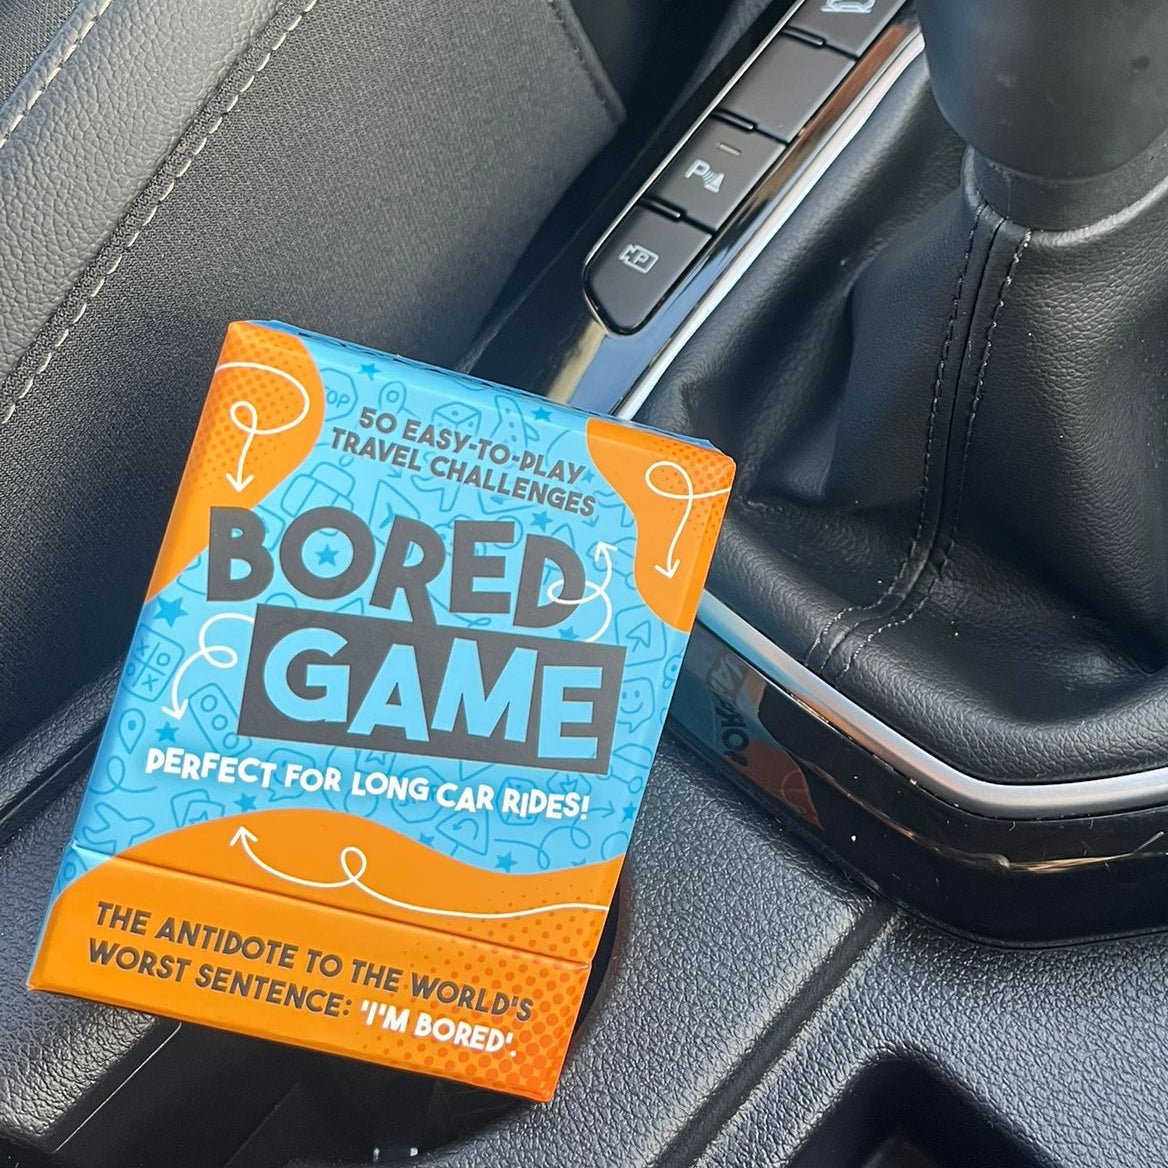 P
P
50 EASY-TO-PLAY
TRAVEL CHALLENGES
BORED
GAME
PERFECT FOR LONG CAR RIDES!
THE ANTIDOTE TO THE WORLD'S
WORST SENTENCE: 'I'M BORED'.